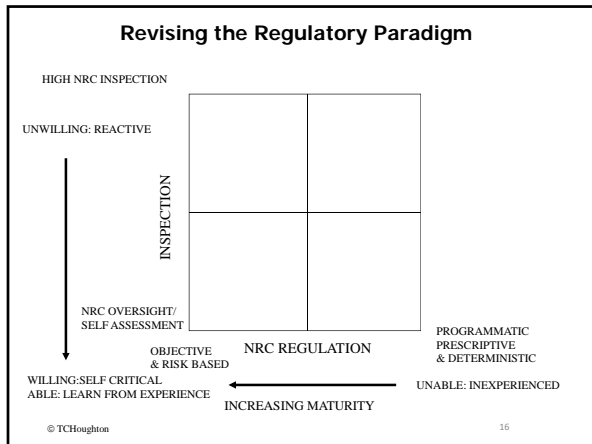 Revising the Regulatory Paradigm
HIGH NRC INSPECTION
UNWILLING: REACTIVE
INSPECTION
NRC OVERSIGHT/
SELF ASSESSMENT
PROGRAMMATIC
PRESCRIPTIVE
& DETERMINISTIC
OBJECTIVE
& RISK BASED
NRC REGULATION
WILLING:SELF CRITICAL
ABLE: LEARN FROM EXPERIENCE
UNABLE: INEXPERIENCED
INCREASING MATURITY
© TCHoughton
16